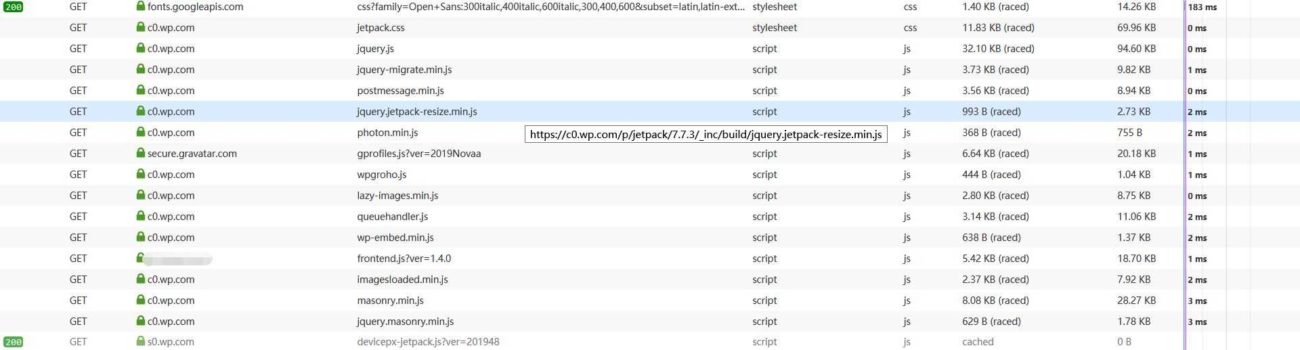 200 GET fonts.googleapis.com css?family=Open+Sans:300italic,400italic,600italic,300,400,600&subset=latin,latin-ext... stylesheet css 1.40 KB (raced) 14.26 KB 183 ms
GET c0.wp.com jetpack.css stylesheet css 11.83 KB (raced) 69.96 KB 0 ms
GET c0.wp.com jquery.js script js 32.10 KB (raced) 94.60 KB 0 ms
GET c0.wp.com jquery-migrate.min.js script js 3.73 KB (raced) 9.82 KB 1 ms
GET c0.wp.com postmessage.min.js script js 3.56 KB (raced) 8.94 KB 0 ms
GET c0.wp.com jquery.jetpack-resize.min.js script js 993 B (raced) 2.73 KB 2 ms
GET c0.wp.com photon.min.js https://c0.wp.com/p/jetpack/7.7.3/_inc/build/jquery.jetpack-resize.min.js js 368 B (raced) 755 B 2 ms
GET secure.gravatar.com gprofiles.js?ver=2019Novaa script js 6.64 KB (raced) 20.18 KB 1 ms
GET c0.wp.com wpgroho.js script js 444 B (raced) 1.04 KB 1 ms
GET c0.wp.com lazy-images.min.js script js 2.80 KB (raced) 8.75 KB 0 ms
GET c0.wp.com queuehandler.js script js 3.14 KB (raced) 11.06 KB 2 ms
GET c0.wp.com wp-embed.min.js script js 638 B (raced) 1.37 KB 2 ms
GET frontend.js?ver=1.4.0 script js 5.42 KB (raced) 18.70 KB 1 ms
GET c0.wp.com imagesloaded.min.js script js 2.37 KB (raced) 7.92 KB 2 ms
GET c0.wp.com masonry.min.js script js 8.08 KB (raced) 28.27 KB 3 ms
GET c0.wp.com jquery.masonry.min.js script js 629 B (raced) 1.78 KB 3 ms
200 GET s0.wp.com devicepx-jetpack.js?ver=201948 script js cached 0 B